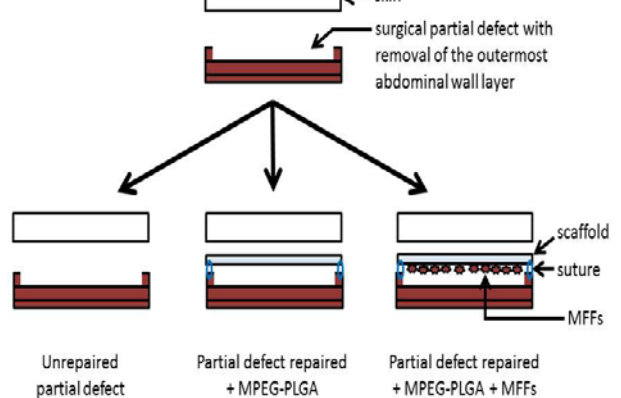 surgical partial defect with
removal of the outermost
abdominal wall layer
scaffold
suture
MFFs
Unrepaired
partial defect
Partial defect repaired
+ MPEG-PLGA
Partial defect repaired
+ MPEG-PLGA + MFFs